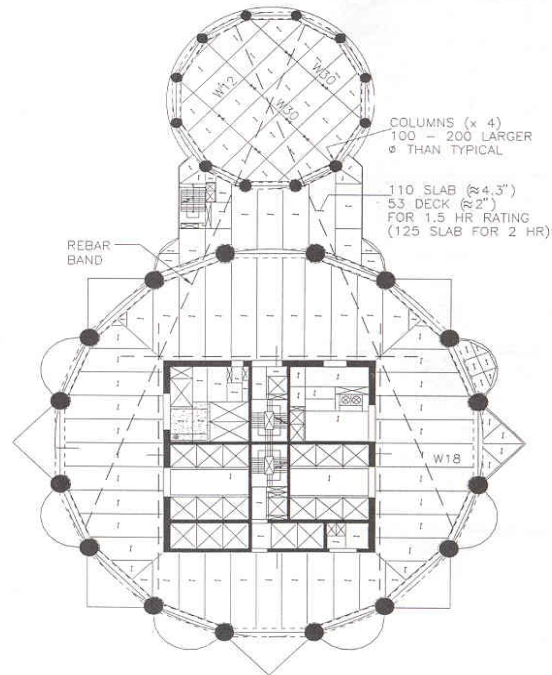 W12
W30
W30
COLUMNS (x 4)
100 - 200 LARGER
ø THAN TYPICAL
110 SLAB (≈4.3")
53 DECK (≈2")
FOR 1.5 HR RATING
(125 SLAB FOR 2 HR)
REBAR
BAND
W18